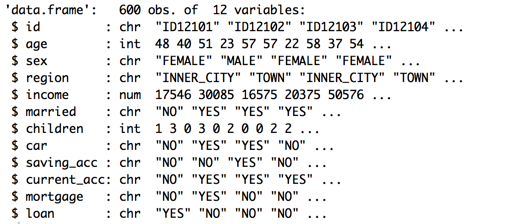 'data.frame': 600 obs. of 12 variables:
$ id : chr "ID12101" "ID12102" "ID12103" "ID12104" ...
$ age : int 48 40 51 23 57 57 22 58 37 54 ...
$ sex : chr "FEMALE" "MALE" "FEMALE" "FEMALE" ...
$ region : chr "INNER_CITY" "TOWN" "INNER_CITY" "TOWN" ...
$ income : num 17546 30085 16575 20375 50576 ...
$ married : chr "NO" "YES" "YES" "YES" ...
$ children : int 1 3 0 3 0 2 0 0 2 2 ...
$ car : chr "NO" "YES" "YES" "NO" ...
$ saving_acc : chr "NO" "NO" "YES" "NO" ...
$ current_acc: chr "NO" "YES" "YES" "YES" ...
$ mortgage : chr "NO" "YES" "NO" "NO" ...
$ loan : chr "YES" "NO" "NO" "NO" ...